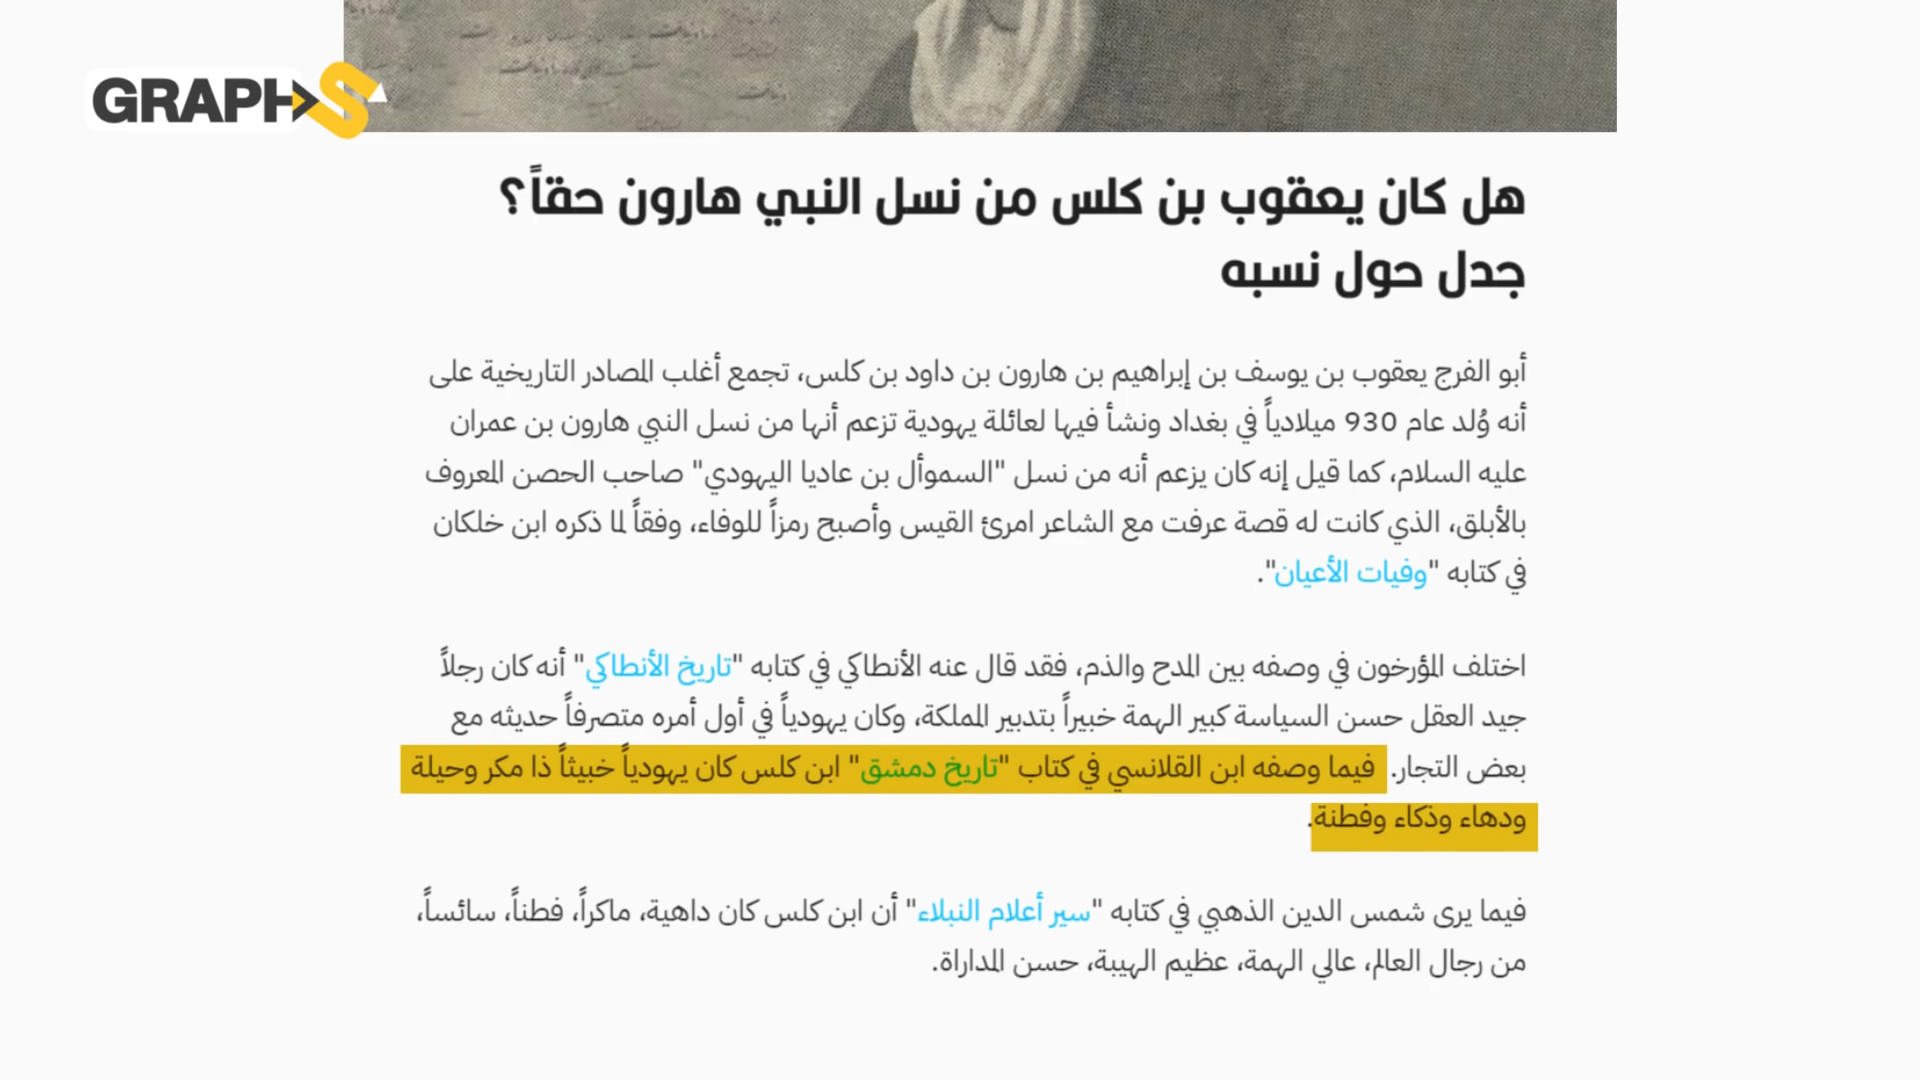 GRAPHS
هل كان يعقوب بن كلس من نسل النبي هارون حقاً؟
جدل حول نسبه
أبو الفرج يعقوب بن يوسف بن إبراهيم بن هارون بن داود بن كلس، تجمع أغلب المصادر التاريخية على
أنه وُلد عام 930 ميلادياً في بغداد ونشأ فيها لعائلة يهودية تزعم أنها من نسل النبي هارون بن عمران
عليه السلام، كما قيل إنه كان يزعم أنه من نسل "السموأل بن عاديا اليهودي" صاحب الحصن المعروف
بالأبلق، الذي كانت له قصة عرفت مع الشاعر امرئ القيس وأصبح رمزاً للوفاء، وفقاً لما ذكره ابن خلكان
في كتابه "وفيات الأعيان".
اختلف المؤرخون في وصفه بين المدح والذم، فقد قال عنه الأنطاكي في كتابه "تاريخ الأنطاكي" أنه كان رجلاً
جيد العقل حسن السياسة كبير الهمة خبيراً بتدبير المملكة، وكان يهودياً في أول أمره متصرفاً حديثه مع
بعض التجار. فيما وصفه ابن القلانسي في كتاب "تاريخ دمشق" ابن كلس كان يهودياً خبيثاً ذا مكر وحيلة
ودهاء وذكاء وفطنة.
فيما يرى شمس الدين الذهبي في كتابه "سير أعلام النبلاء" أن ابن كلس كان داهية، ماكراً، فطناً، سائساً،
من رجال العالم، عالي الهمة، عظيم الهيبة، حسن المداراة.